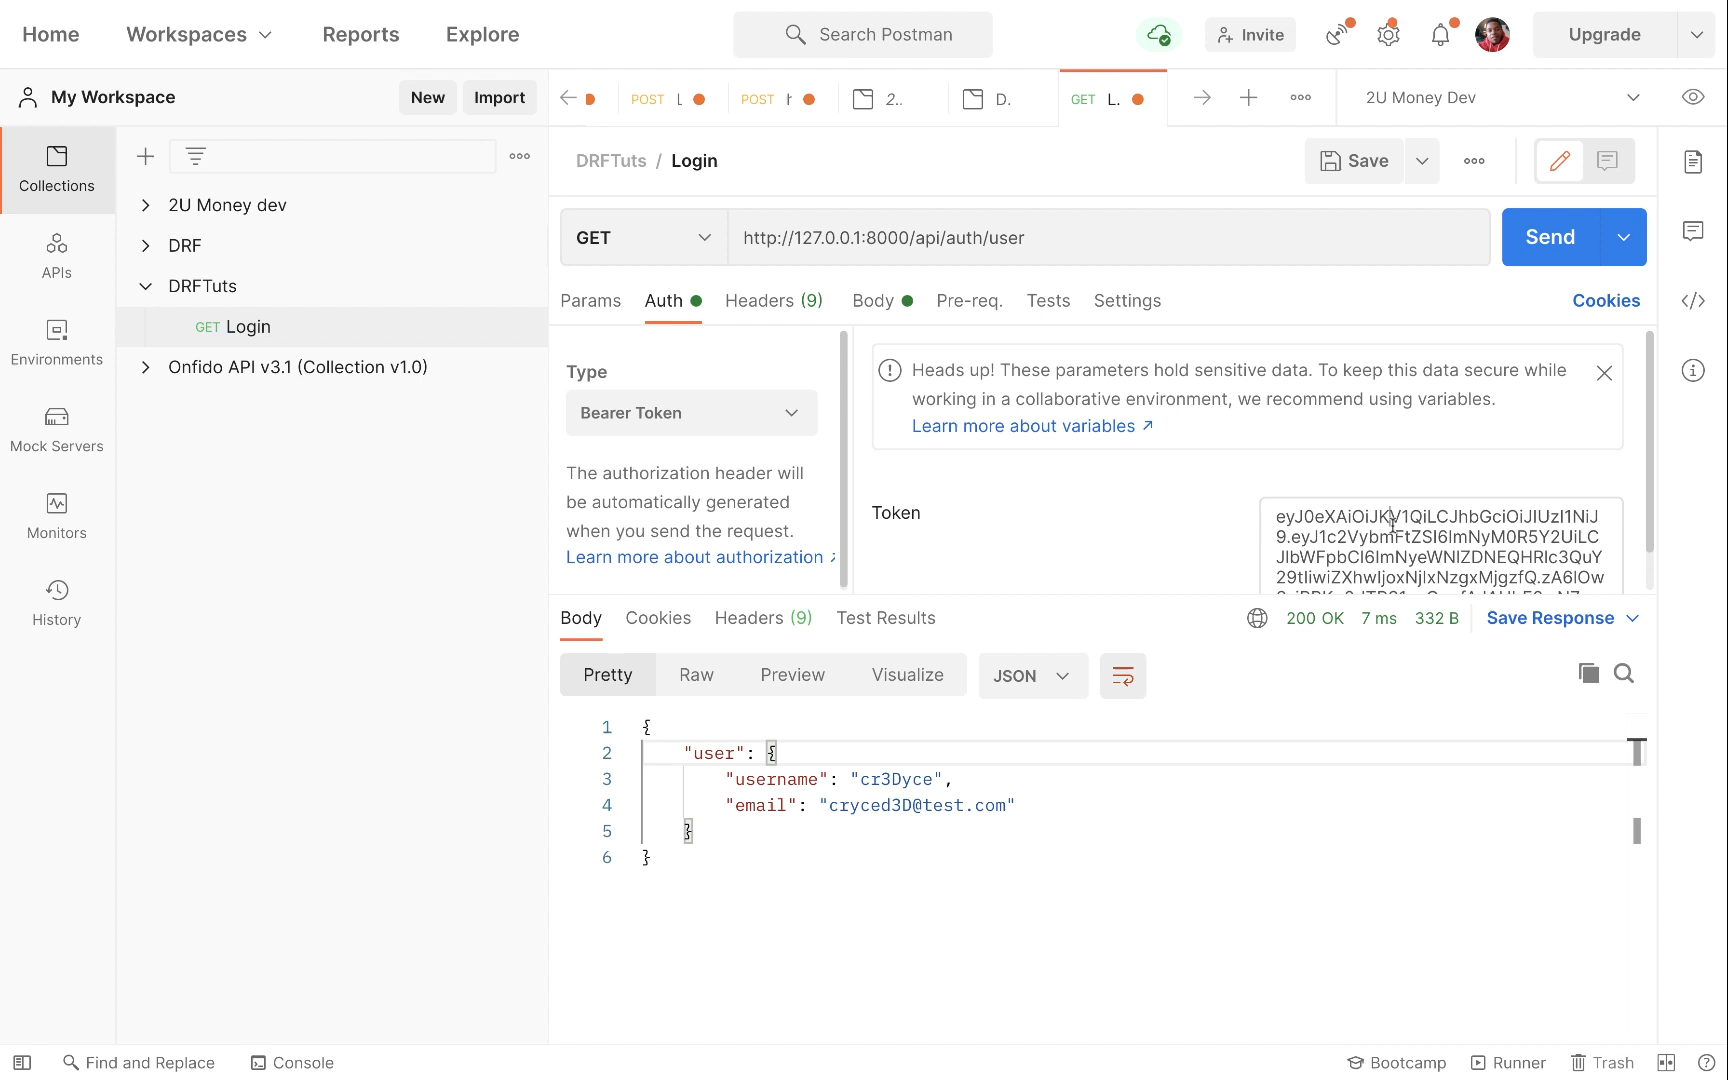 Home
Workspaces
Reports
Explore
Search Postman
Invite
Upgrade
My Workspace
New
Import
POST
POST
2..
D.
GET L.
2U Money Dev
Collections
APIs
Environments
Mock Servers
Monitors
History
2U Money dev
DRF
DRFTuts
GET Login
Onfido API v3.1 (Collection v1.0)
DRFTuts / Login
Save
GET
http://127.0.0.1:8000/api/auth/user
Send
Params
Auth
Headers (9)
Body
Pre-req.
Tests
Settings
Cookies
Type
Bearer Token
The authorization header will
be automatically generated
when you send the request.
Learn more about authorization
Heads up! These parameters hold sensitive data. To keep this data secure while
working in a collaborative environment, we recommend using variables.
Learn more about variables
Token
Body
Cookies
Headers (9)
Test Results
200 OK
7 ms
332 B
Save Response
Pretty
Raw
Preview
Visualize
JSON
1 {
2 "user": {
3 "username": "cr3Dyce",
4 "email": "cryced3D@test.com"
5 }
6 }
Find and Replace
Console
Bootcamp
Runner
Trash